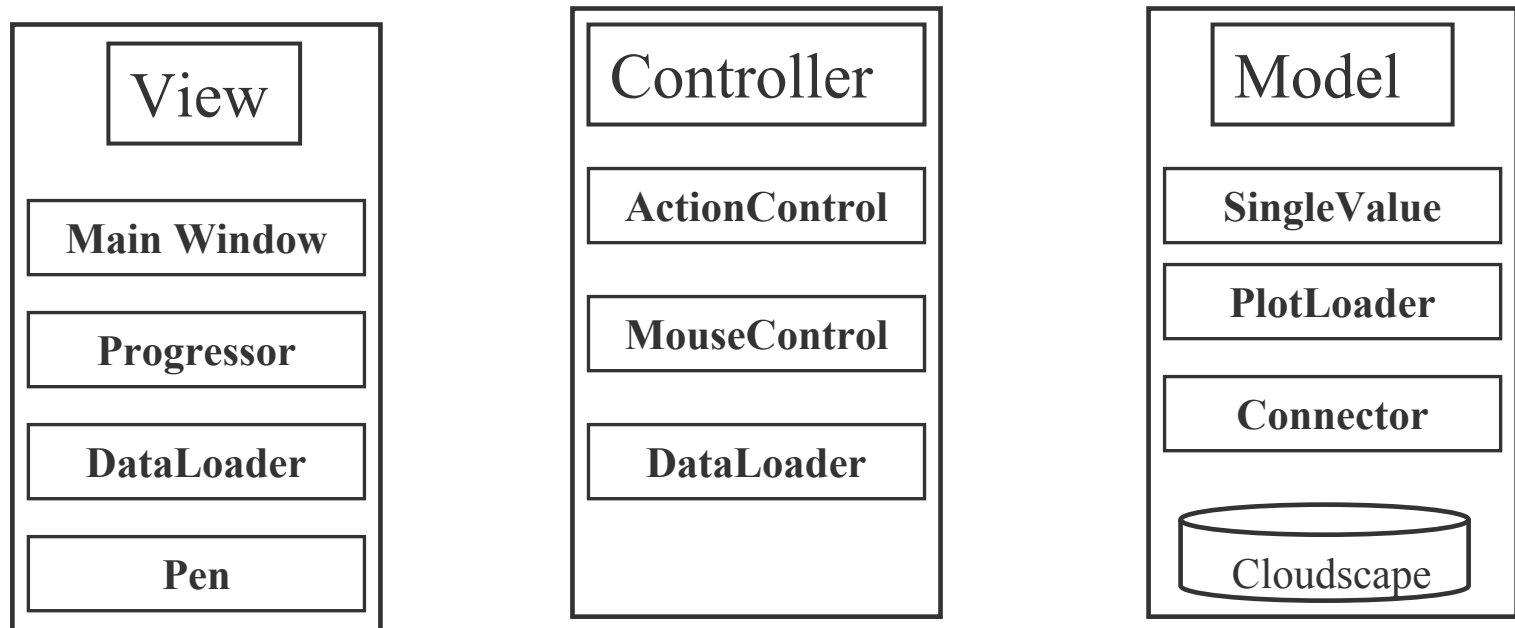 View
Main Window
Progressor
DataLoader
Pen
Controller
ActionControl
MouseControl
DataLoader
Model
SingleValue
PlotLoader
Connector
Cloudscape